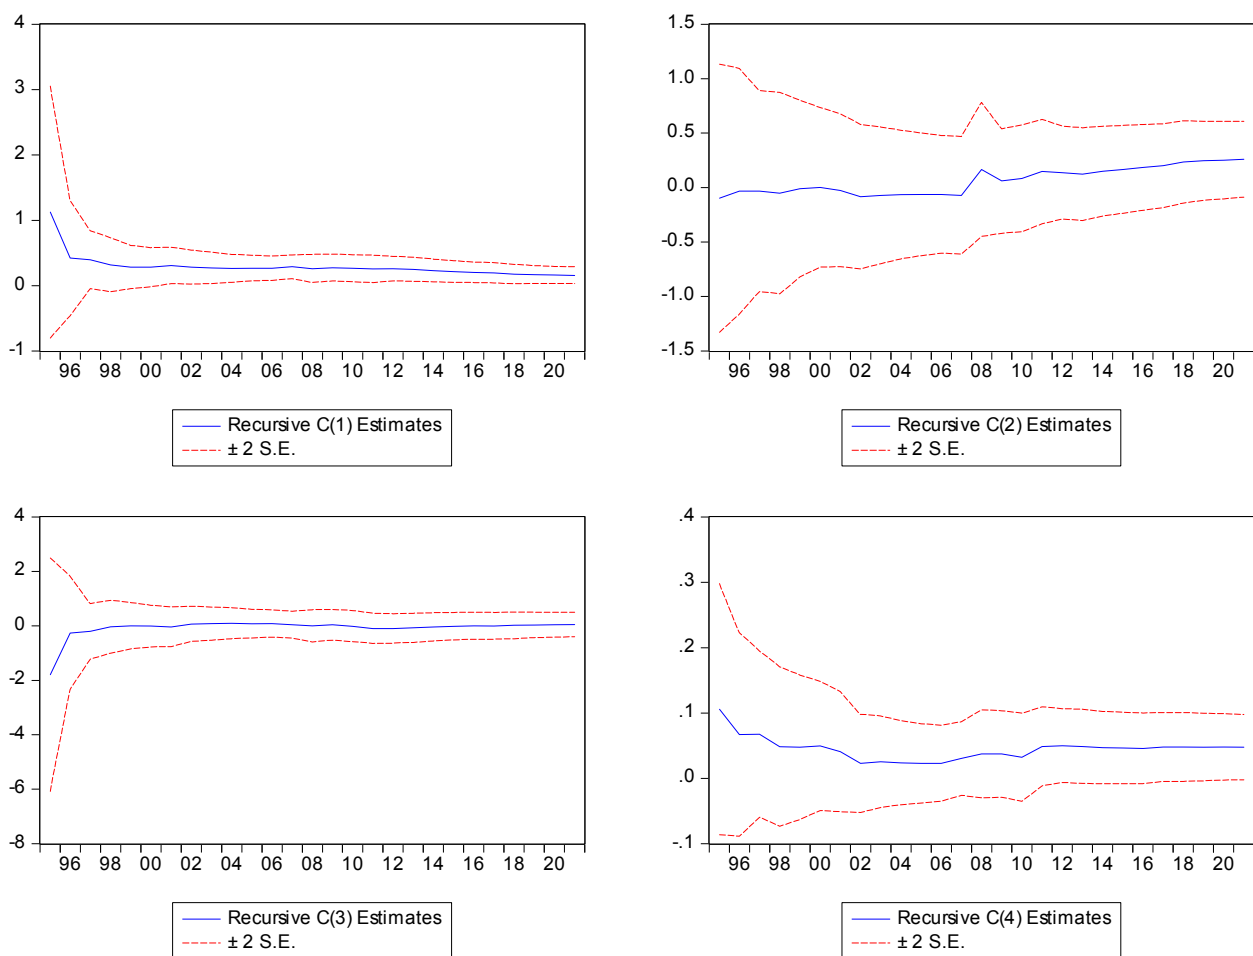 4
3
2
1
0
-1
96 98 00 02 04 06 08 10 12 14 16 18 20
Recursive C(1) Estimates
± 2 S.E.
1.5
1.0
0.5
0.0
-0.5
-1.0
-1.5
96 98 00 02 04 06 08 10 12 14 16 18 20
Recursive C(2) Estimates
± 2 S.E.
4
2
0
-2
-4
-6
-8
96 98 00 02 04 06 08 10 12 14 16 18 20
Recursive C(3) Estimates
± 2 S.E.
.4
.3
.2
.1
.0
-.1
96 98 00 02 04 06 08 10 12 14 16 18 20
Recursive C(4) Estimates
± 2 S.E.